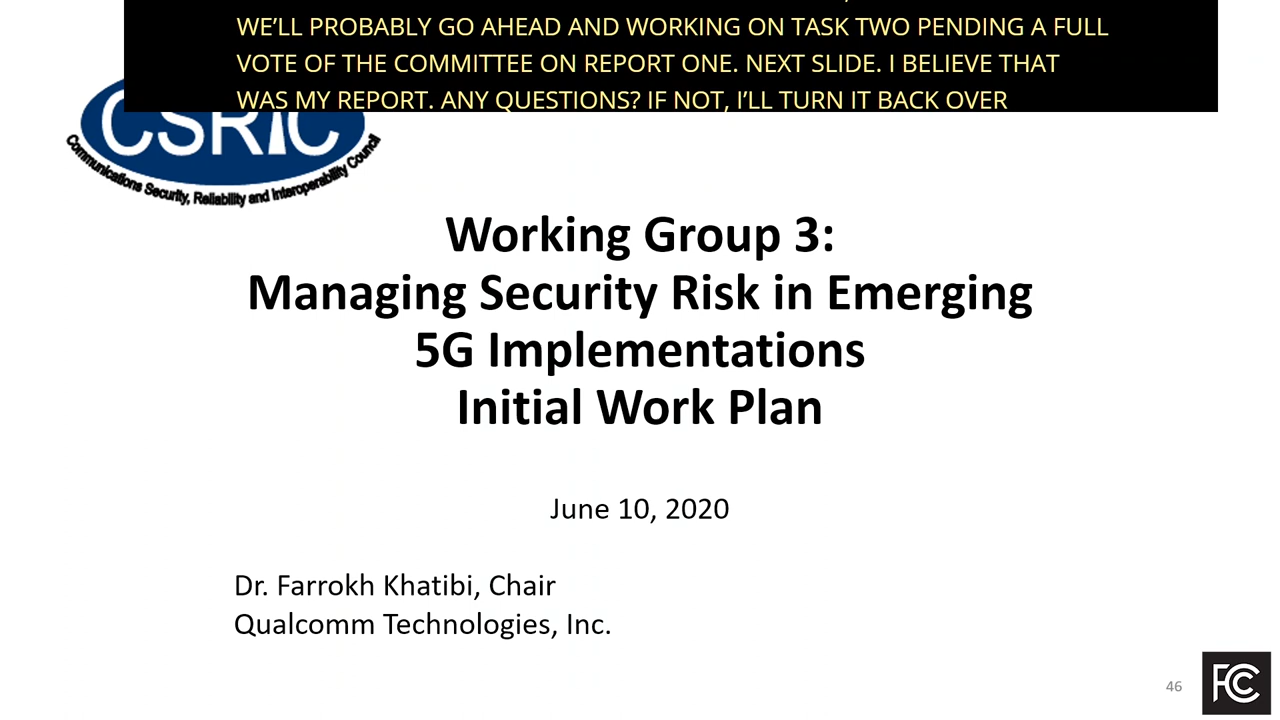 WE’LL PROBABLY GO AHEAD AND WORKING ON TASK TWO PENDING A FULL
VOTE OF THE COMMITTEE ON REPORT ONE. NEXT SLIDE. I BELIEVE THAT
WAS MY REPORT. ANY QUESTIONS? IF NOT, I’LL TURN IT BACK OVER
CSRIC
Communications Security, Reliability and Interoperability Council
Working Group 3:
Managing Security Risk in Emerging
5G Implementations
Initial Work Plan
June 10, 2020
Dr. Farrokh Khatibi, Chair
Qualcomm Technologies, Inc.
46
FCC